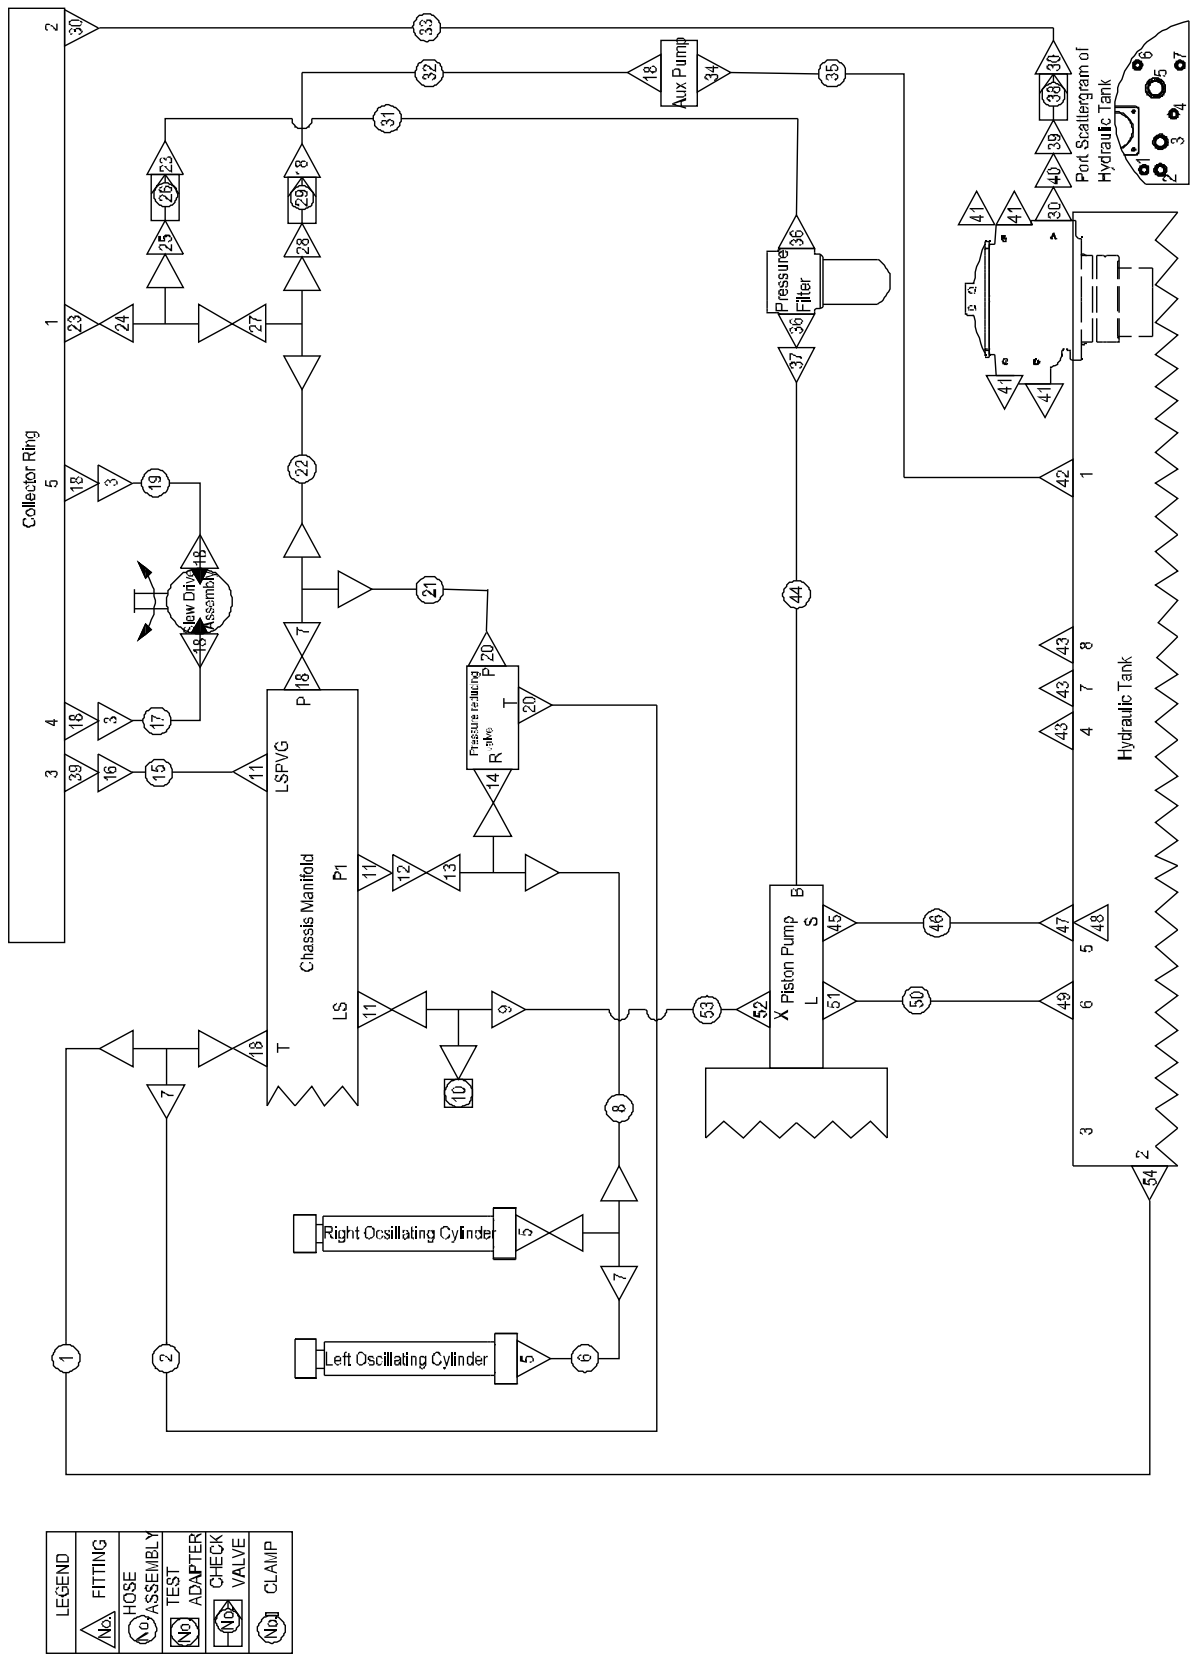 Collector Ring
3
4
5
1
2
39
16
15
18
3
17
18
18
3
19
18
Slew Drive
Assembly
23
24
25
26
23
27
28
29
18
30
33
32
31
18
Aux Pump
34
35
30
38
39
40
30
Port Scattergram of
Hydraulic Tank
1
2
3
4
5
6
7
41
41
41
41
36
Pressure
Filter
36
37
44
22
21
7
18
P
LSPVG
11
Chassis Manifold
T
18
LS
11
P1
11
12
13
9
10
14
20
P
Pressure reducing
valve
R
T
20
53
52
X
Piston Pump
B
S
L
45
46
47
48
5
51
50
49
6
42
1
43
8
43
7
43
4
Hydraulic Tank
3
2
54
7
1
2
8
Right Ocsillating Cylinder
5
7
Left Oscillating Cylinder
5
6
LEGEND
No. FITTING
No. HOSE
ASSEMBLY
No TEST
ADAPTER
No. CHECK
VALVE
No. CLAMP